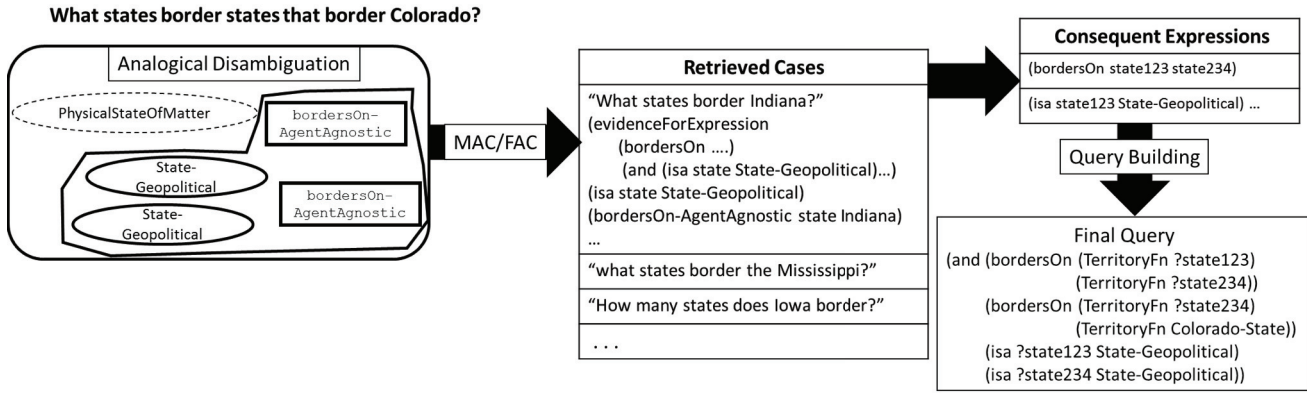 What states border states that border Colorado?
Analogical Disambiguation
PhysicalStateOfMatter
bordersOn-
AgentAgnostic
State-
Geopolitical
bordersOn-
AgentAgnostic
State-
Geopolitical
MAC/FAC
Retrieved Cases
“What states border Indiana?”
(evidenceForExpression
(bordersOn ….)
(and (isa state State-Geopolitical)…)
(isa state State-Geopolitical)
(bordersOn-AgentAgnostic state Indiana)
…
“what states border the Mississippi?”
“How many states does Iowa border?”
. . .
Consequent Expressions
(bordersOn state123 state234)
(isa state123 State-Geopolitical) …
Query Building
Final Query
(and (bordersOn (TerritoryFn ?state123)
(TerritoryFn ?state234))
(bordersOn (TerritoryFn ?state234)
(TerritoryFn Colorado-State))
(isa ?state123 State-Geopolitical)
(isa ?state234 State-Geopolitical))